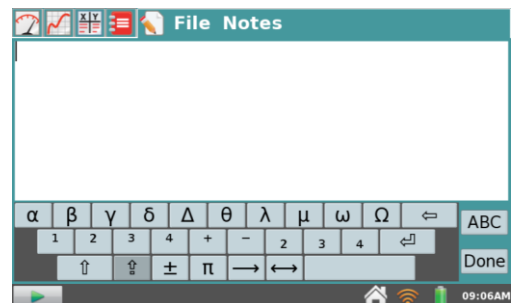 X Y
File Notes
α β γ δ Δ θ λ μ ω Ω ⇦ ABC
¹ ² ³ ⁴ ⁺ ⁻ ₂ ₃ ₄ ⏎
⇧ ⇪ ± π ⟶ ⟷ Done
09:06AM